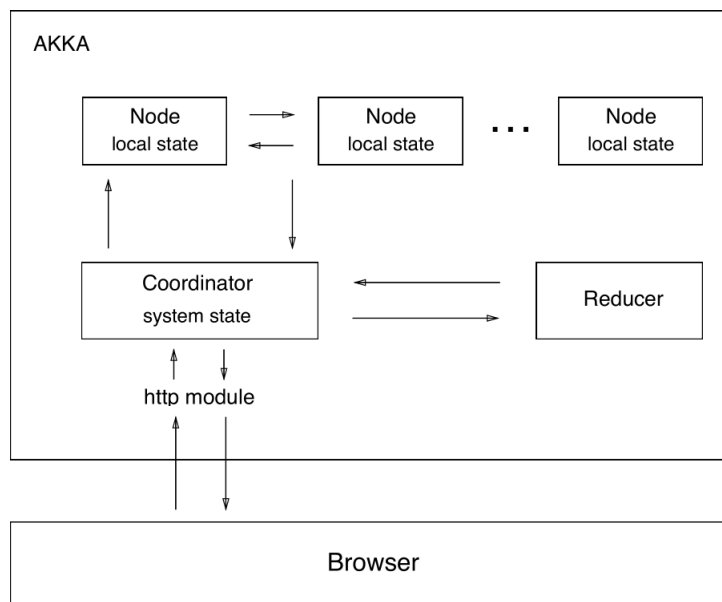 AKKA
Node
local state
Node
local state
...
Node
local state
Coordinator
system state
Reducer
http module
Browser